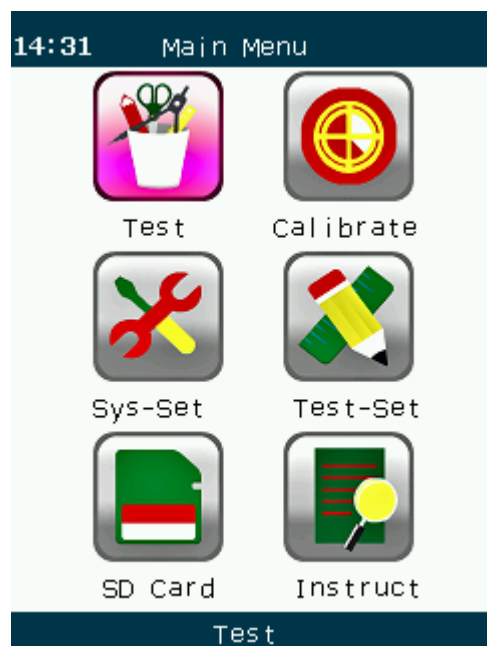 14:31 Main Menu
Test Calibrate
Sys-Set Test-Set
SD Card Instruct
Test